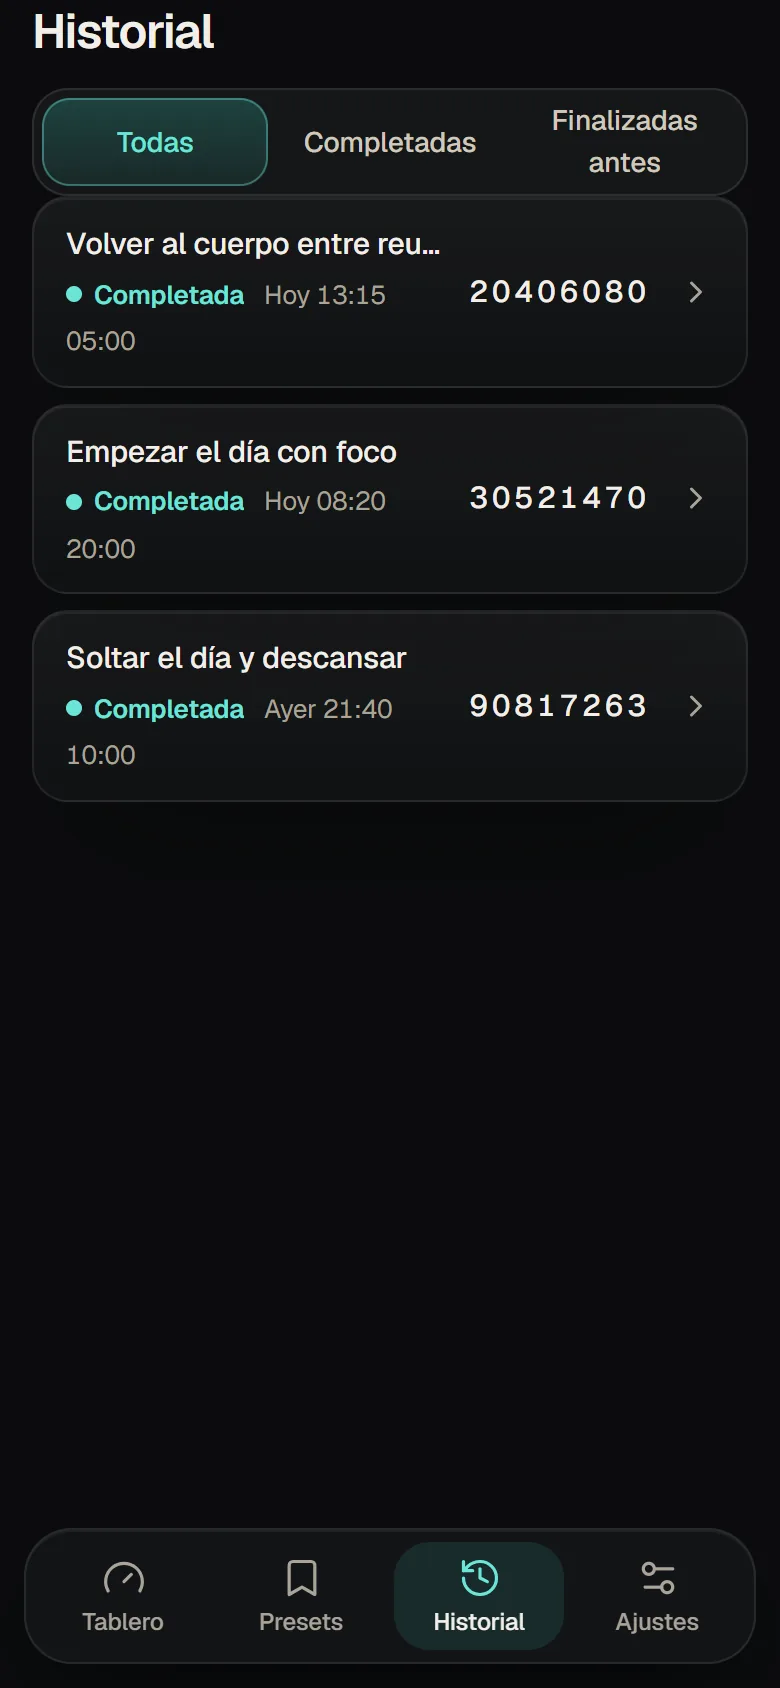 Historial
Todas
Completadas
Finalizadas
antes
Volver al cuerpo entre reu...
Completada Hoy 13:15
20406080
05:00
Empezar el día con foco
Completada Hoy 08:20
30521470
20:00
Soltar el día y descansar
Completada Ayer 21:40
90817263
10:00
Tablero
Presets
Historial
Ajustes